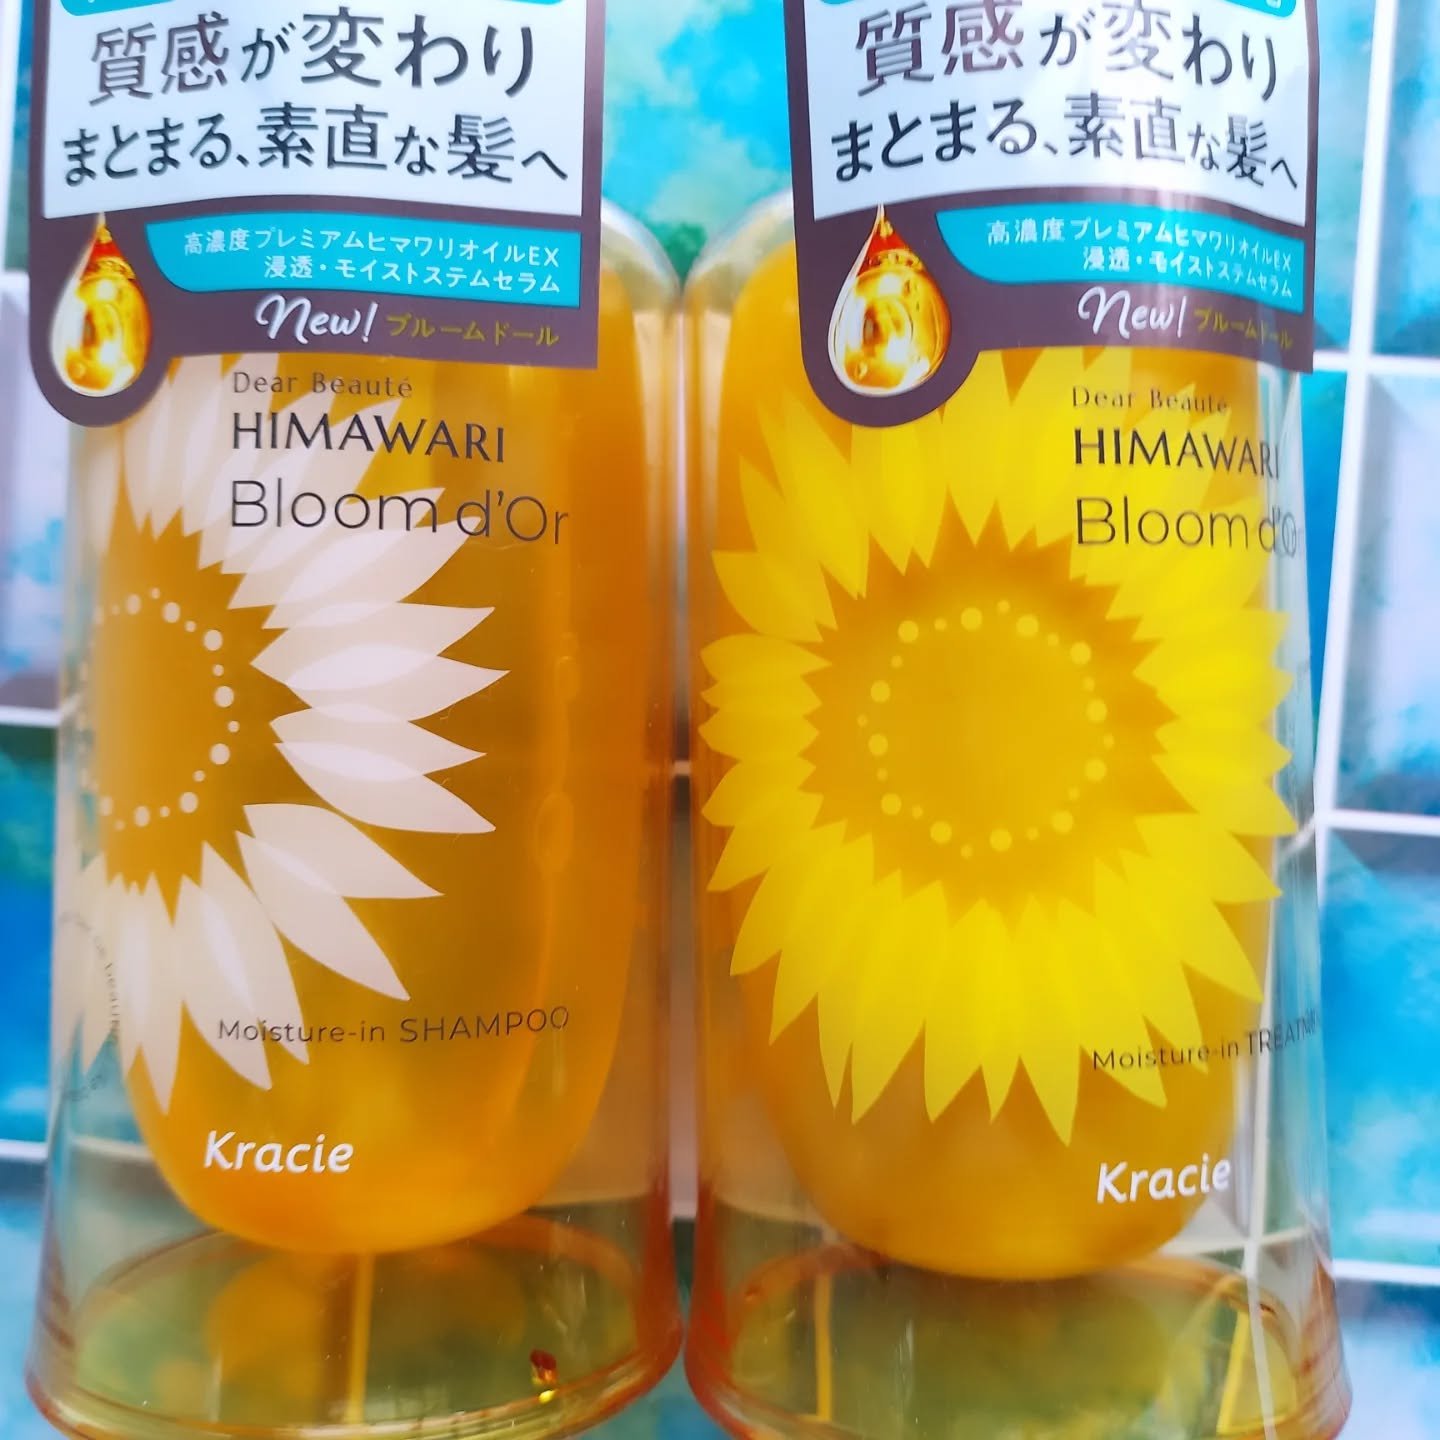 質感が変わり
まとまる、素直な髪へ
高濃度プレミアムヒマワリオイルEX
浸透・モイストステムセラム
New! ブルームドール
Dear Beauté
HIMAWARI
Bloom d'Or
Moisture-in SHAMPOO
Kracie
質感が変わり
まとまる、素直な髪へ
高濃度プレミアムヒマワリオイルEX
浸透・モイストステムセラム
New! ブルームドール
Dear Beauté
HIMAWARI
Bloom d'Or
Moisture-in
Kracie